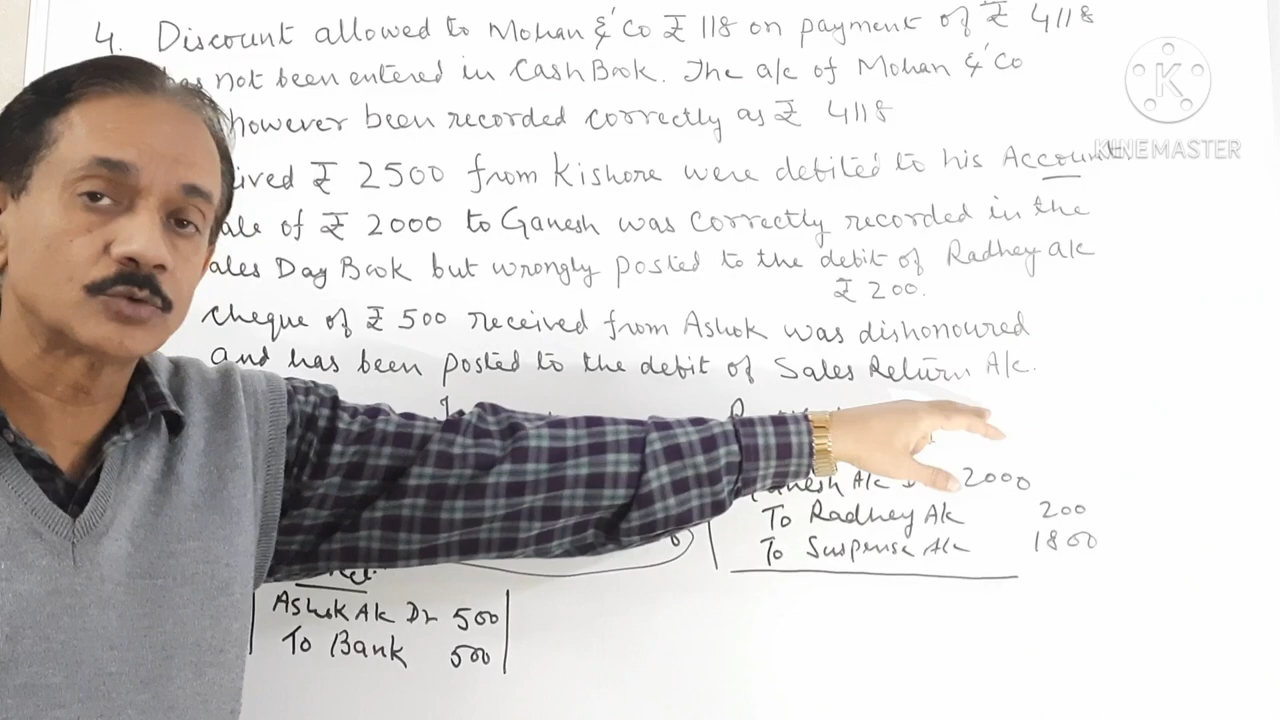 4. Discount allowed to Mohan & Co ₹ 118 on payment of ₹ 4118
has not been entered in Cash Book. The a/c of Mohan & Co
however been recorded correctly as ₹ 4118
ived ₹ 2500 from Kishore were debited to his Account.
ale of ₹ 2000 to Ganesh was correctly recorded in the
ales Day Book but wrongly posted to the debit of Radhey a/c
₹ 200.
cheque of ₹ 500 received from Ashok was dishonoured
and has been posted to the debit of Sales Return A/c.
Ganesh A/c 2000
To Radhey A/c 200
To Suspense A/c 1800
Ashok A/c Dr 500
To Bank 500
K
KINEMASTER